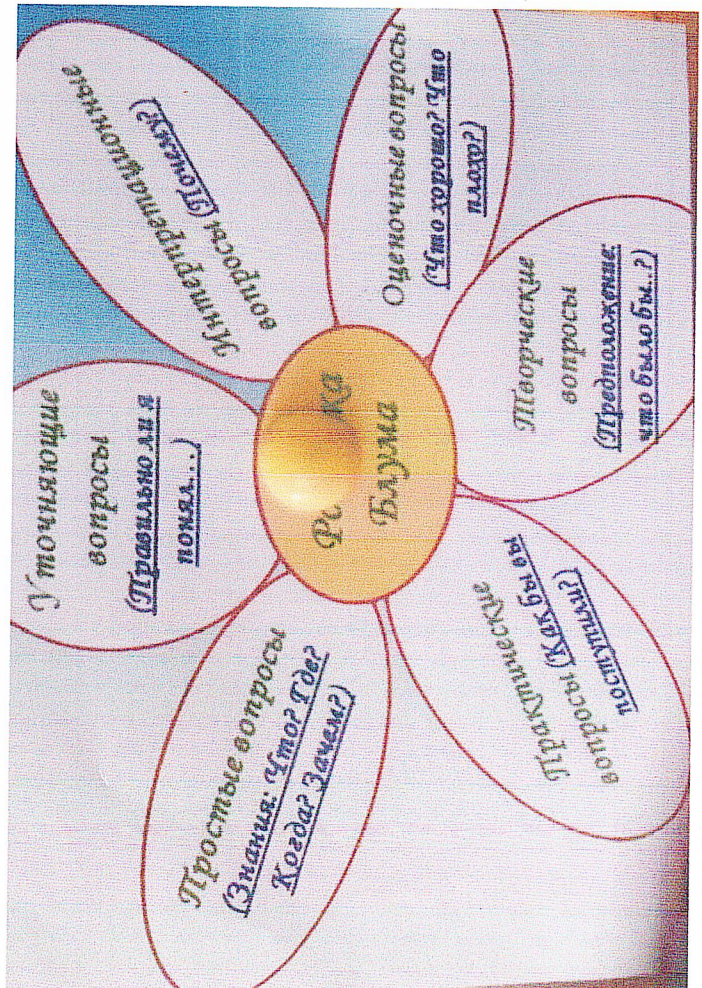 Простые вопросы
(Знания: Что? Где?
Когда? Зачем?)
Уточняющие
вопросы
(Правильно ли я
понял. . .)
Интерпретационные
вопросы (Почему?)
Оценочные вопросы
(Что хорошо? Что
плохо?)
Творческие
вопросы
(Предположение:
что было бы..?)
Практические
вопросы (Как бы вы
поступили?)
Блума